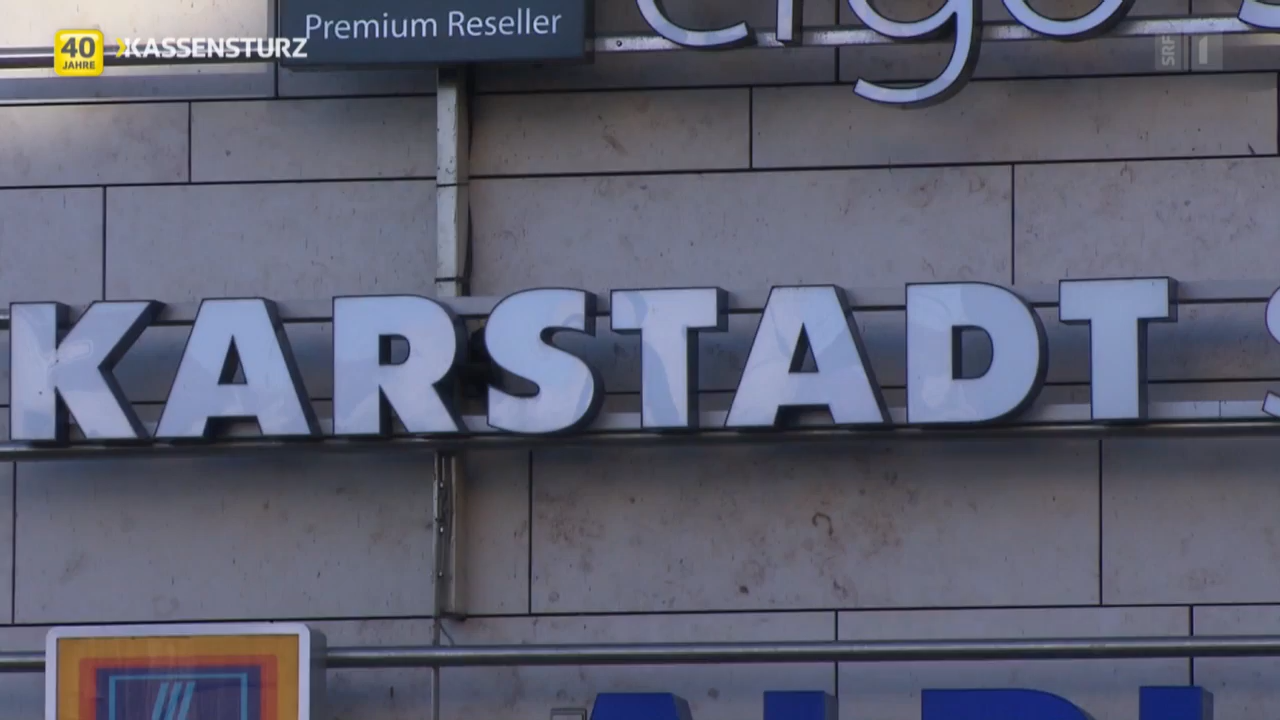 Premium Reseller
40
JAHRE
KASSENSTURZ
SRF 1
KARSTADT